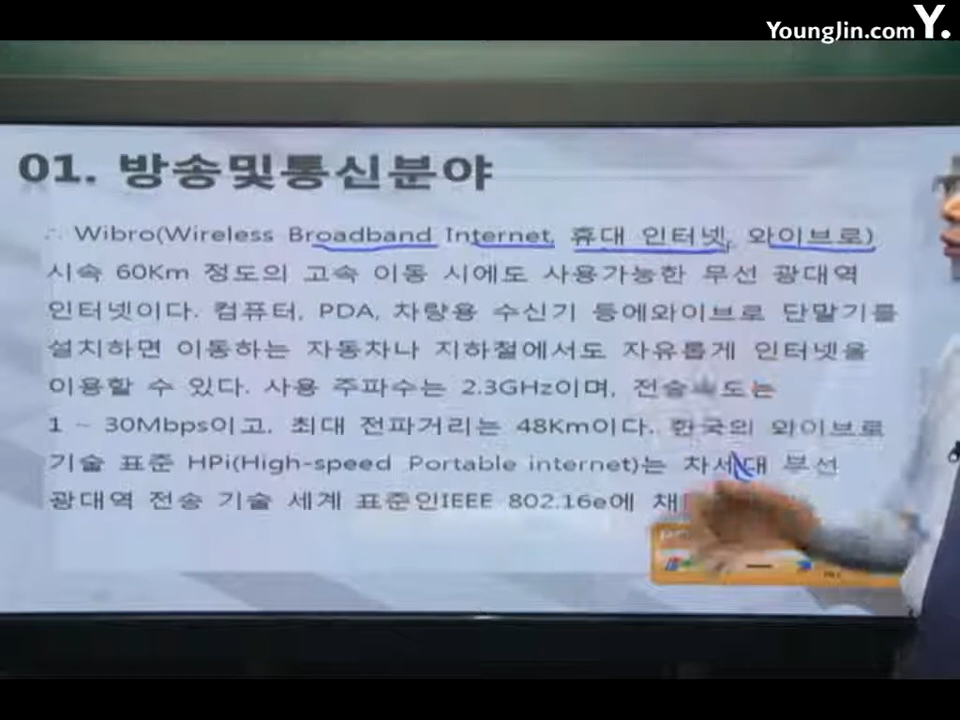 YoungJin.com Y.
01. 방송및통신분야
∴ Wibro(Wireless Broadband Internet, 휴대 인터넷, 와이브로)
시속 60Km 정도의 고속 이동 시에도 사용가능한 무선 광대역
인터넷이다. 컴퓨터, PDA, 차량용 수신기 등에와이브로 단말기를
설치하면 이동하는 자동차나 지하철에서도 자유롭게 인터넷을
이용할 수 있다. 사용 주파수는 2.3GHz이며, 전송속도는
1 ~ 30Mbps이고, 최대 전파거리는 48Km이다. 한국의 와이브로
기술 표준 HPi(High-speed Portable internet)는 차세대 무선
광대역 전송 기술 세계 표준인IEEE 802.16e에